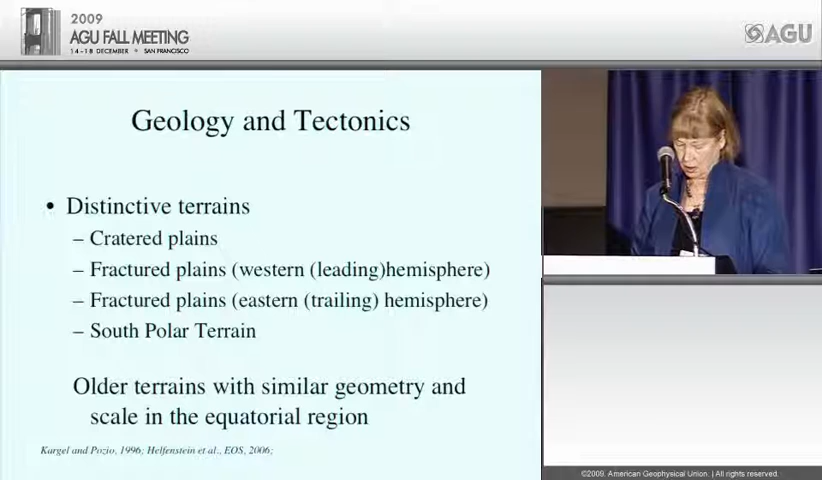 2009
AGU FALL MEETING
14-18 DECEMBER • SAN FRANCISCO
AGU
Geology and Tectonics
• Distinctive terrains
– Cratered plains
– Fractured plains (western (leading)hemisphere)
– Fractured plains (eastern (trailing) hemisphere)
– South Polar Terrain
Older terrains with similar geometry and
scale in the equatorial region
Kargel and Pozio, 1996; Helfenstein et al., EOS, 2006;
©2009. American Geophysical Union. | All rights reserved.